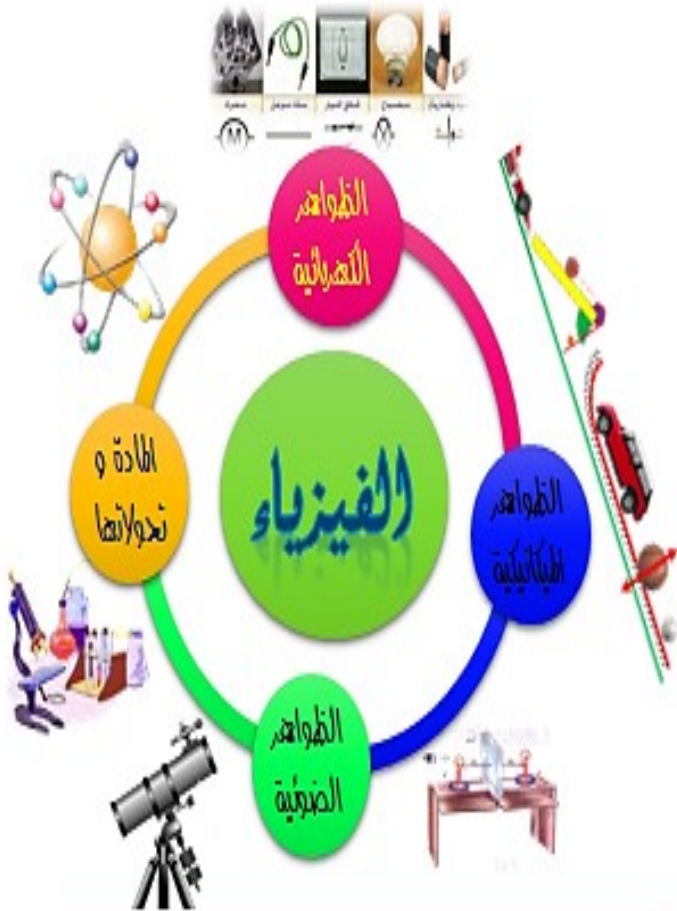 الظواهر
الكهربائية
المادة و
تحولاتها
الفيزياء
الظواهر
الميكانيكية
الظواهر
الضوئية
M